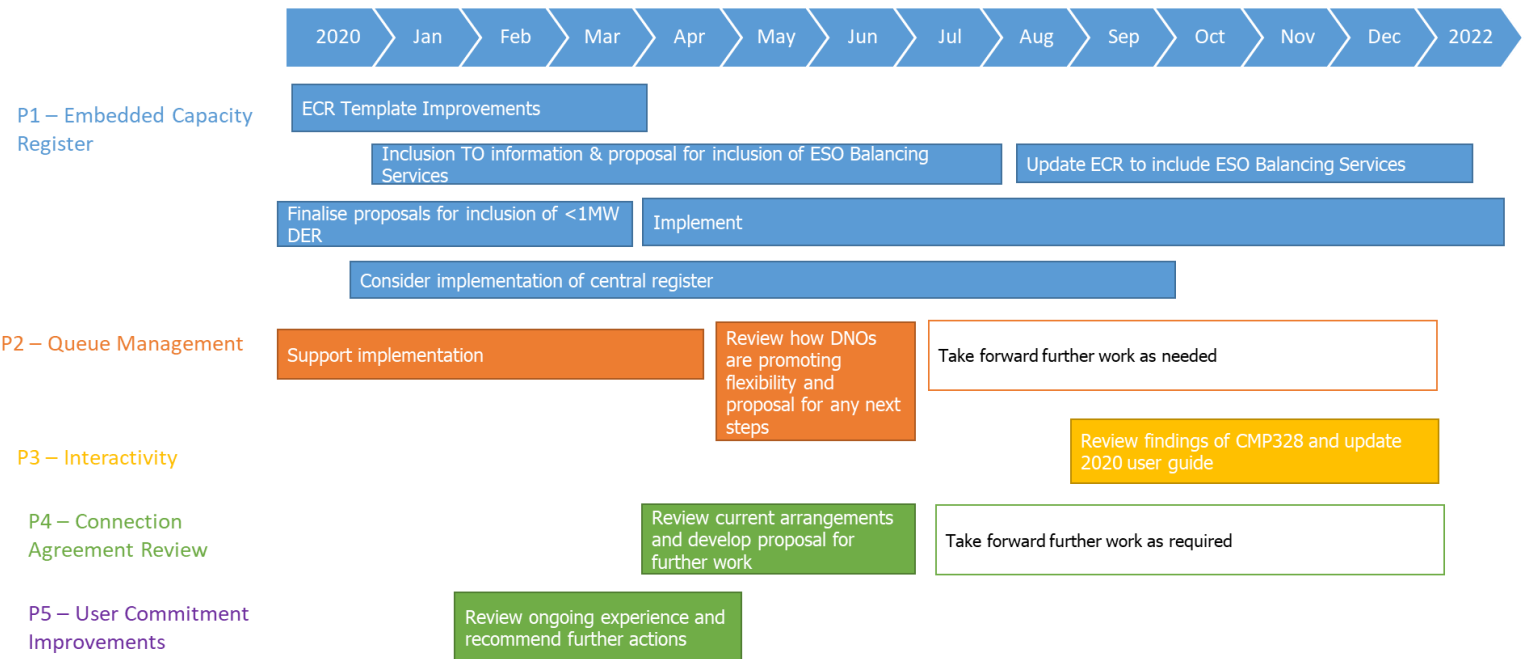 2020 Jan Feb Mar Apr May Jun Jul Aug Sep Oct Nov Dec 2022
P1 – Embedded Capacity
Register
ECR Template Improvements
Inclusion TO information & proposal for inclusion of ESO Balancing
Services
Update ECR to include ESO Balancing Services
Finalise proposals for inclusion of <1MW
DER
Implement
Consider implementation of central register
P2 – Queue Management
Support implementation
Review how DNOs
are promoting
flexibility and
proposal for any next
steps
Take forward further work as needed
P3 – Interactivity
Review findings of CMP328 and update
2020 user guide
P4 – Connection
Agreement Review
Review current arrangements
and develop proposal for
further work
Take forward further work as required
P5 – User Commitment
Improvements
Review ongoing experience and
recommend further actions